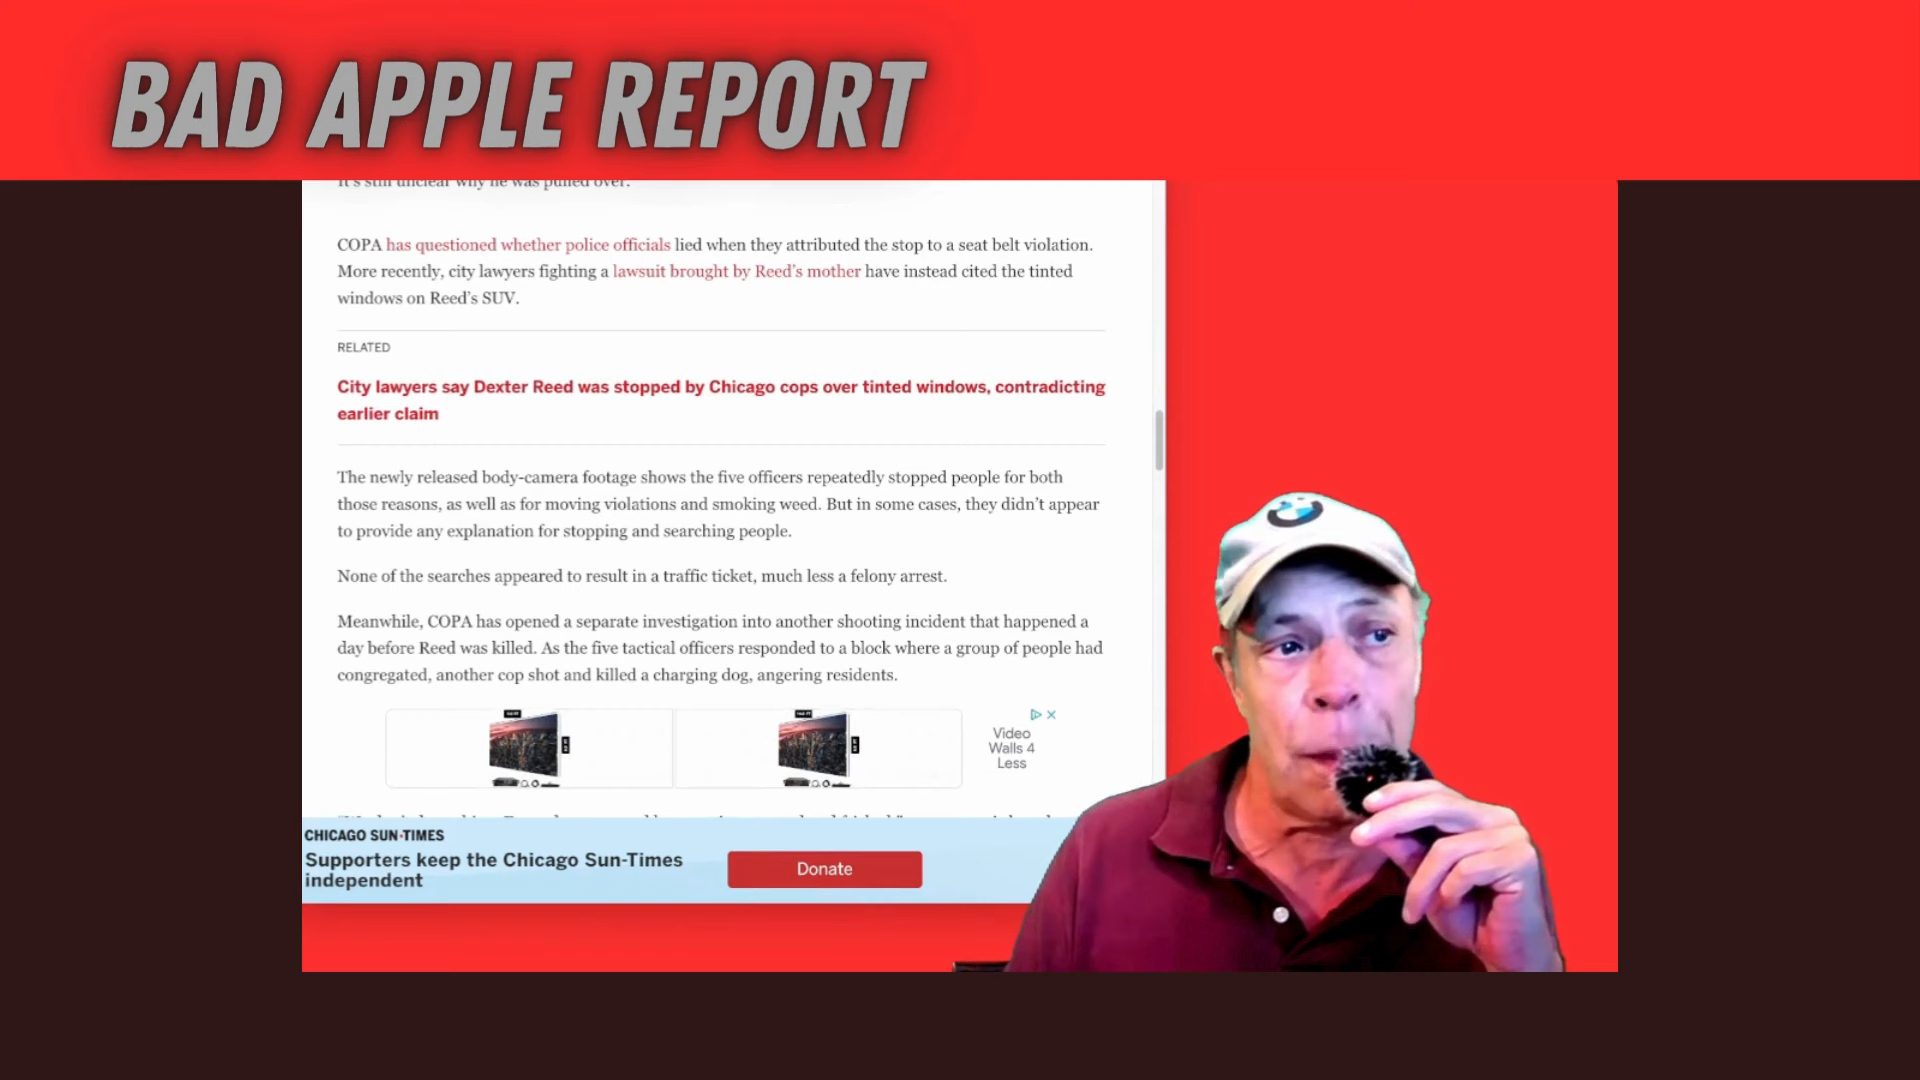 BAD APPLE REPORT
It's still unclear why he was pulled over.
COPA has questioned whether police officials lied when they attributed the stop to a seat belt violation.
More recently, city lawyers fighting a lawsuit brought by Reed's mother have instead cited the tinted
windows on Reed's SUV.
RELATED
City lawyers say Dexter Reed was stopped by Chicago cops over tinted windows, contradicting
earlier claim
The newly released body-camera footage shows the five officers repeatedly stopped people for both
those reasons, as well as for moving violations and smoking weed. But in some cases, they didn't appear
to provide any explanation for stopping and searching people.
None of the searches appeared to result in a traffic ticket, much less a felony arrest.
Meanwhile, COPA has opened a separate investigation into another shooting incident that happened a
day before Reed was killed. As the five tactical officers responded to a block where a group of people had
congregated, another cop shot and killed a charging dog, angering residents.
Video
Walls 4
Less
CHICAGO SUN-TIMES
Supporters keep the Chicago Sun-Times
independent
Donate